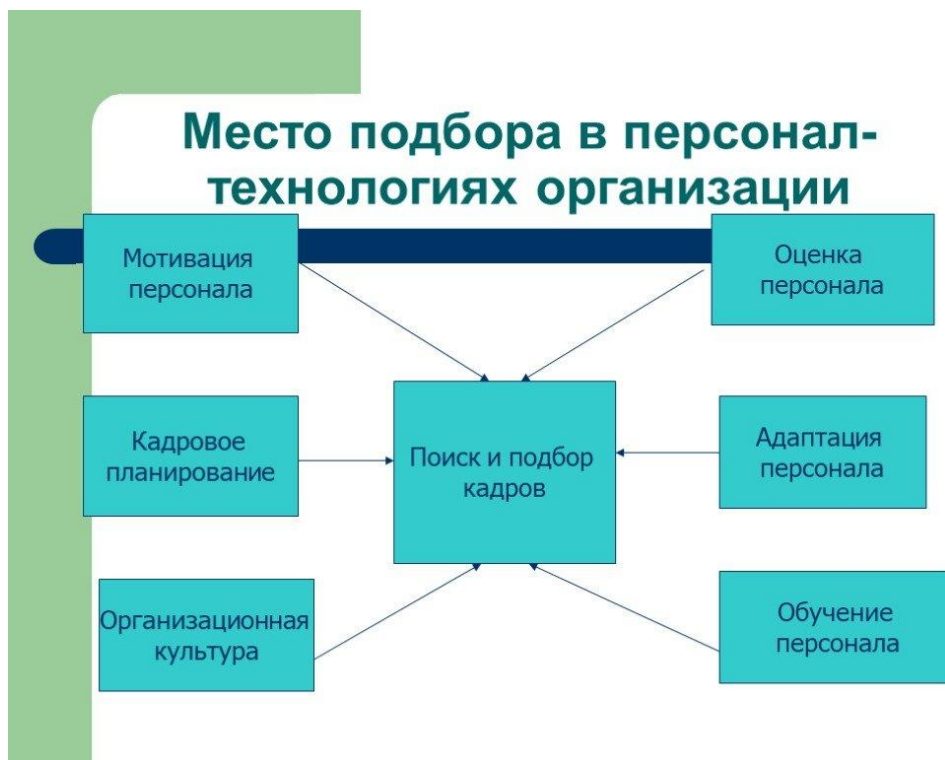 Место подбора в персонал-
технологиях организации
Мотивация
персонала
Оценка
персонала
Кадровое
планирование
Поиск и подбор
кадров
Адаптация
персонала
Организационная
культура
Обучение
персонала